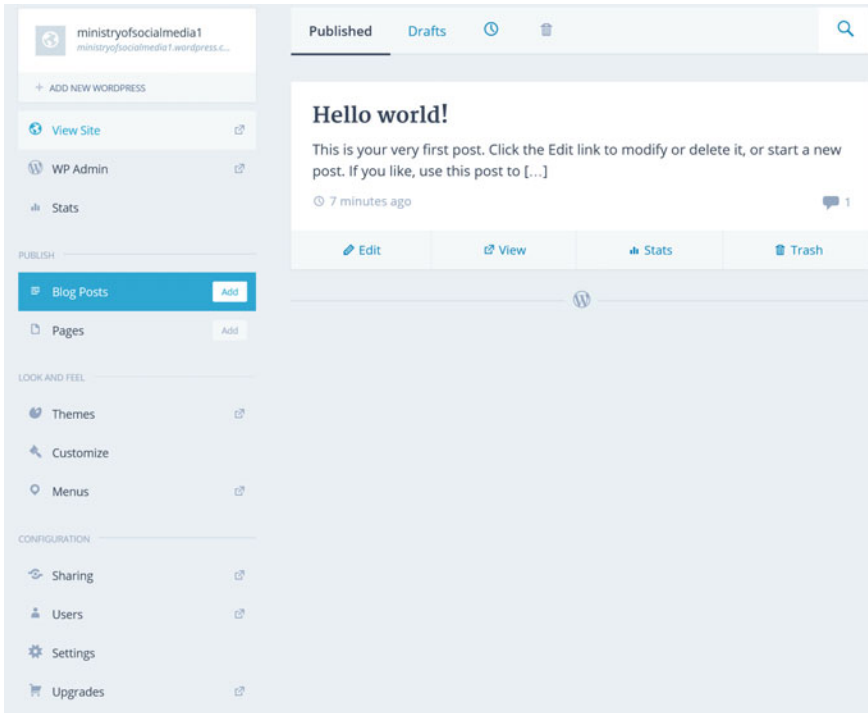 ministryofsocialmedia1
ministryofsocialmedia1.wordpress.c...
+ ADD NEW WORDPRESS
View Site
WP Admin
Stats
PUBLISH
Blog Posts Add
Pages Add
LOOK AND FEEL
Themes
Customize
Menus
CONFIGURATION
Sharing
Users
Settings
Upgrades
Published Drafts
Hello world!
This is your very first post. Click the Edit link to modify or delete it, or start a new
post. If you like, use this post to [...]
7 minutes ago 1
Edit View Stats Trash